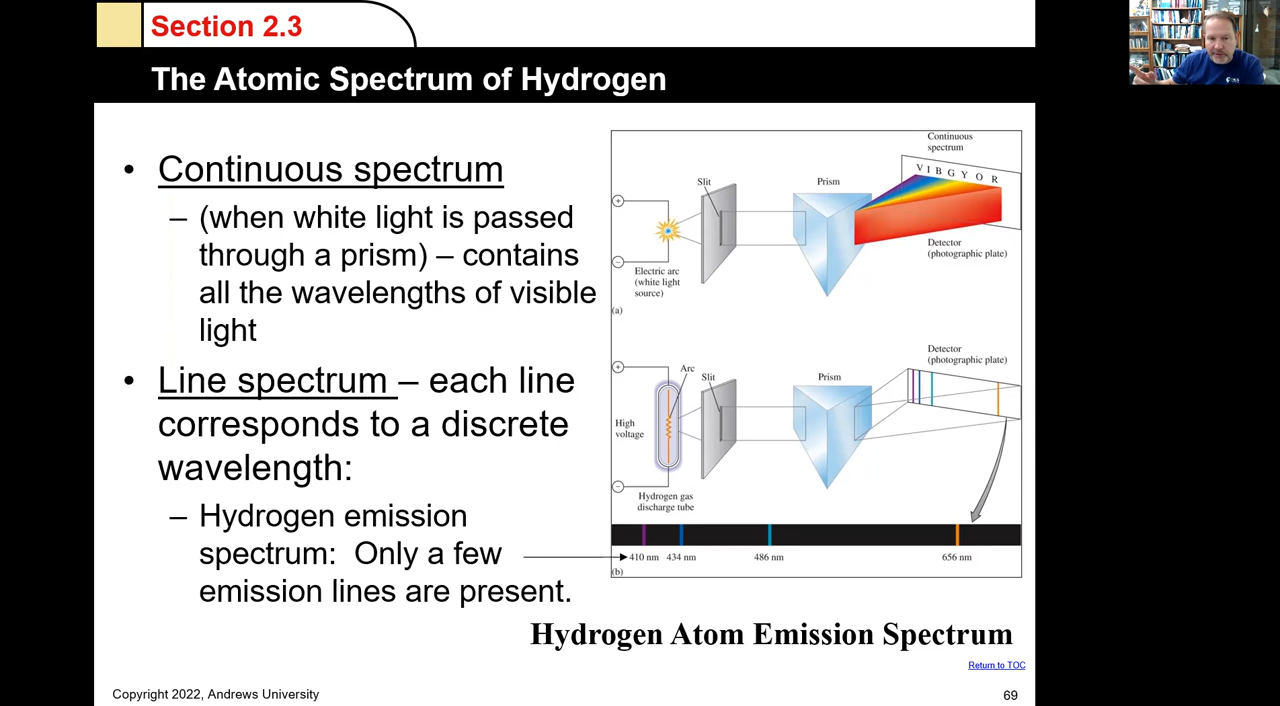 Section 2.3
The Atomic Spectrum of Hydrogen
• Continuous spectrum
– (when white light is passed
through a prism) – contains
all the wavelengths of visible
light
• Line spectrum – each line
corresponds to a discrete
wavelength:
– Hydrogen emission
spectrum: Only a few
emission lines are present.
Continuous
spectrum
V I B G Y O R
Slit
Prism
+
−
Electric arc
(white light
source)
Detector
(photographic plate)
(a)
Detector
(photographic plate)
+
Arc
Slit
Prism
High
voltage
−
Hydrogen gas
discharge tube
410 nm 434 nm 486 nm 656 nm
(b)
Hydrogen Atom Emission Spectrum
Return to TOC
Copyright 2022, Andrews University
69